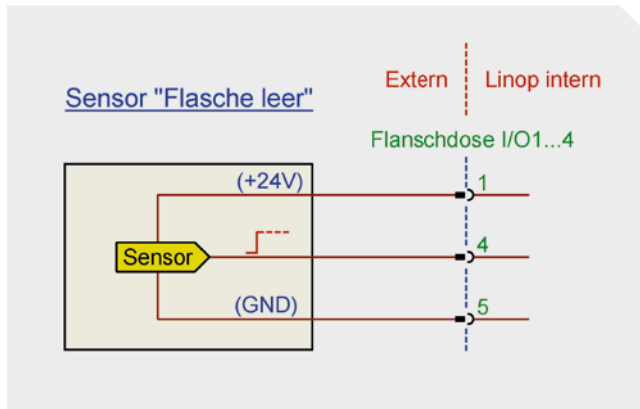 Extern
Linop intern
Sensor "Flasche leer"
Flanschdose I/O1...4
(+24V)
1
Sensor
4
(GND)
5